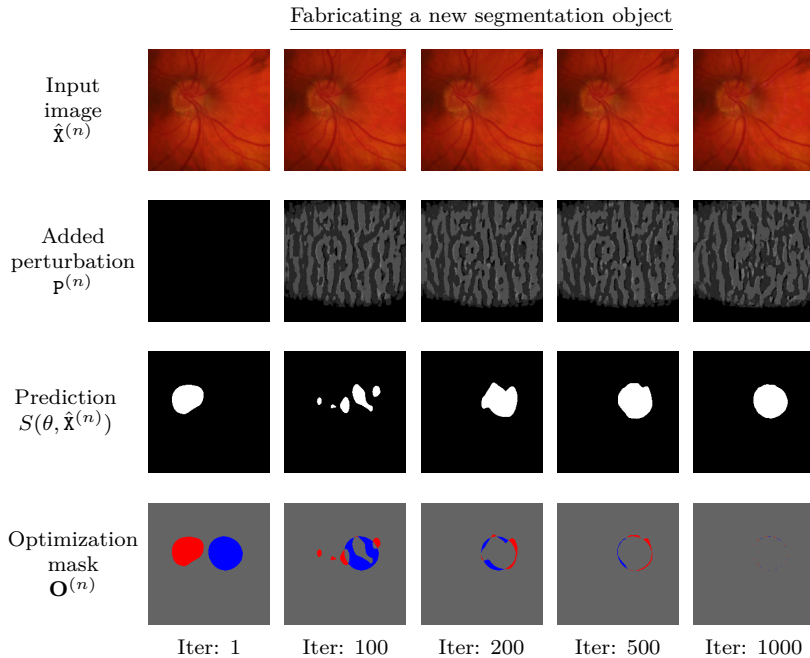 Fabricating a new segmentation object
Input
image
X̂⁽ⁿ⁾
Added
perturbation
P⁽ⁿ⁾
Prediction
S(θ, X̂⁽ⁿ⁾)
Optimization
mask
O⁽ⁿ⁾
Iter: 1 Iter: 100 Iter: 200 Iter: 500 Iter: 1000